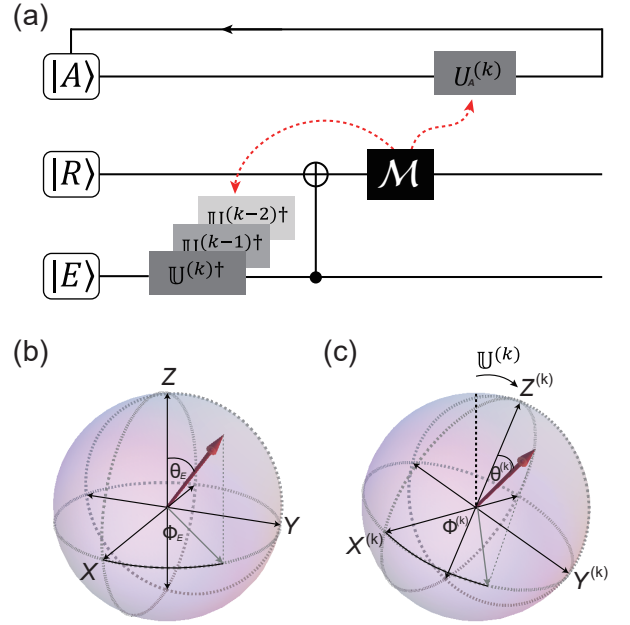 (a)
|A⟩
U_A^(k)
|R⟩
M
𝕌^(k-2)†
𝕌^(k-1)†
|E⟩
𝕌^(k)†
(b)
(c)
𝕌^(k)
Z
Z^(k)
θ_E
θ^(k)
Φ_E
Φ^(k)
Y
X
X^(k)
Y^(k)